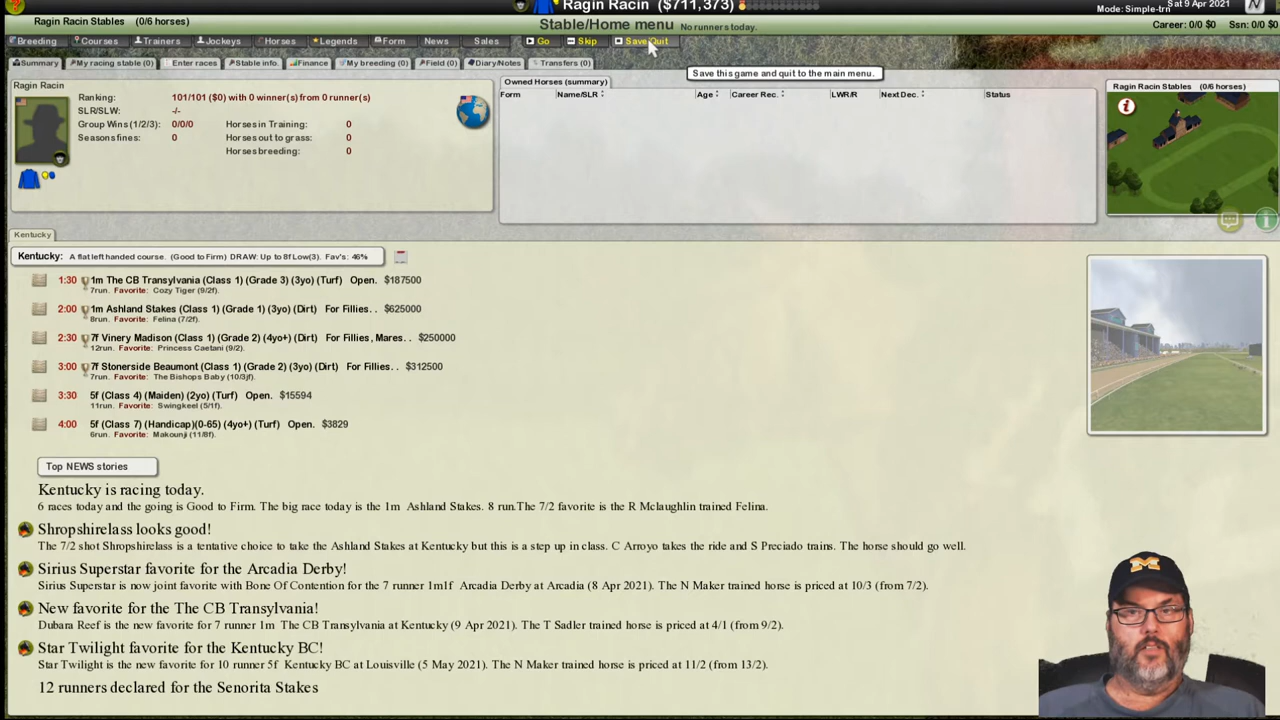 Ragin Racin ($711,373)
Mode: Simple-trn
Sat 9 Apr 2021
Ragin Racin Stables (0/6 horses)
Stable/Home menu
No runners today.
Career: 0/0 $0
Ssn: 0/0 $0
Breeding Courses Trainers Jockeys Horses Legends Form News Sales Go Skip Save/Quit
Summary My racing stable (0) Enter races Stable info. Finance My breeding (0) Field (0) Diary/Notes Transfers (0)
Save this game and quit to the main menu.
Ragin Racin
Ranking: 101/101 ($0) with 0 winner(s) from 0 runner(s)
SLR/SLW: -/-
Group Wins (1/2/3): 0/0/0 Horses in Training: 0
Seasons fines: 0 Horses out to grass: 0
Horses breeding: 0
Owned Horses (summary)
Form Name/SLR Age Career Rec. LWR/R Next Dec. Status
Ragin Racin Stables (0/6 horses)
Kentucky
Kentucky: A flat left handed course. (Good to Firm) DRAW: Up to 8f Low(3). Fav's: 46%
1:30 1m The CB Transylvania (Class 1) (Grade 3) (3yo) (Turf) Open. $187500
7run. Favorite: Cozy Tiger (9/2f).
2:00 1m Ashland Stakes (Class 1) (Grade 1) (3yo) (Dirt) For Fillies. . $625000
8run. Favorite: Felina (7/2f).
2:30 7f Vinery Madison (Class 1) (Grade 2) (4yo+) (Dirt) For Fillies, Mares. . $250000
12run. Favorite: Princess Caetani (9/2).
3:00 7f Stonerside Beaumont (Class 1) (Grade 2) (3yo) (Dirt) For Fillies. . $312500
7run. Favorite: The Bishops Baby (10/3jf).
3:30 5f (Class 4) (Maiden) (2yo) (Turf) Open. $15594
11run. Favorite: Swingkeel (5/1f).
4:00 5f (Class 7) (Handicap)(0-65) (4yo+) (Turf) Open. $3829
6run. Favorite: Makounji (11/8f).
Top NEWS stories
Kentucky is racing today.
6 races today and the going is Good to Firm. The big race today is the 1m Ashland Stakes. 8 run.The 7/2 favorite is the R Mclaughlin trained Felina.
Shropshirelass looks good!
The 7/2 shot Shropshirelass is a tentative choice to take the Ashland Stakes at Kentucky but this is a step up in class. C Arroyo takes the ride and S Preciado trains. The horse should go well.
Sirius Superstar favorite for the Arcadia Derby!
Sirius Superstar is now joint favorite with Bone Of Contention for the 7 runner 1m1f Arcadia Derby at Arcadia (8 Apr 2021). The N Maker trained horse is priced at 10/3 (from 7/2).
New favorite for the The CB Transylvania!
Dubara Reef is the new favorite for 7 runner 1m The CB Transylvania at Kentucky (9 Apr 2021). The T Sadler trained horse is priced at 4/1 (from 9/2).
Star Twilight favorite for the Kentucky BC!
Star Twilight is the new favorite for 10 runner 5f Kentucky BC at Louisville (5 May 2021). The N Maker trained horse is priced at 11/2 (from 13/2).
12 runners declared for the Senorita Stakes
M